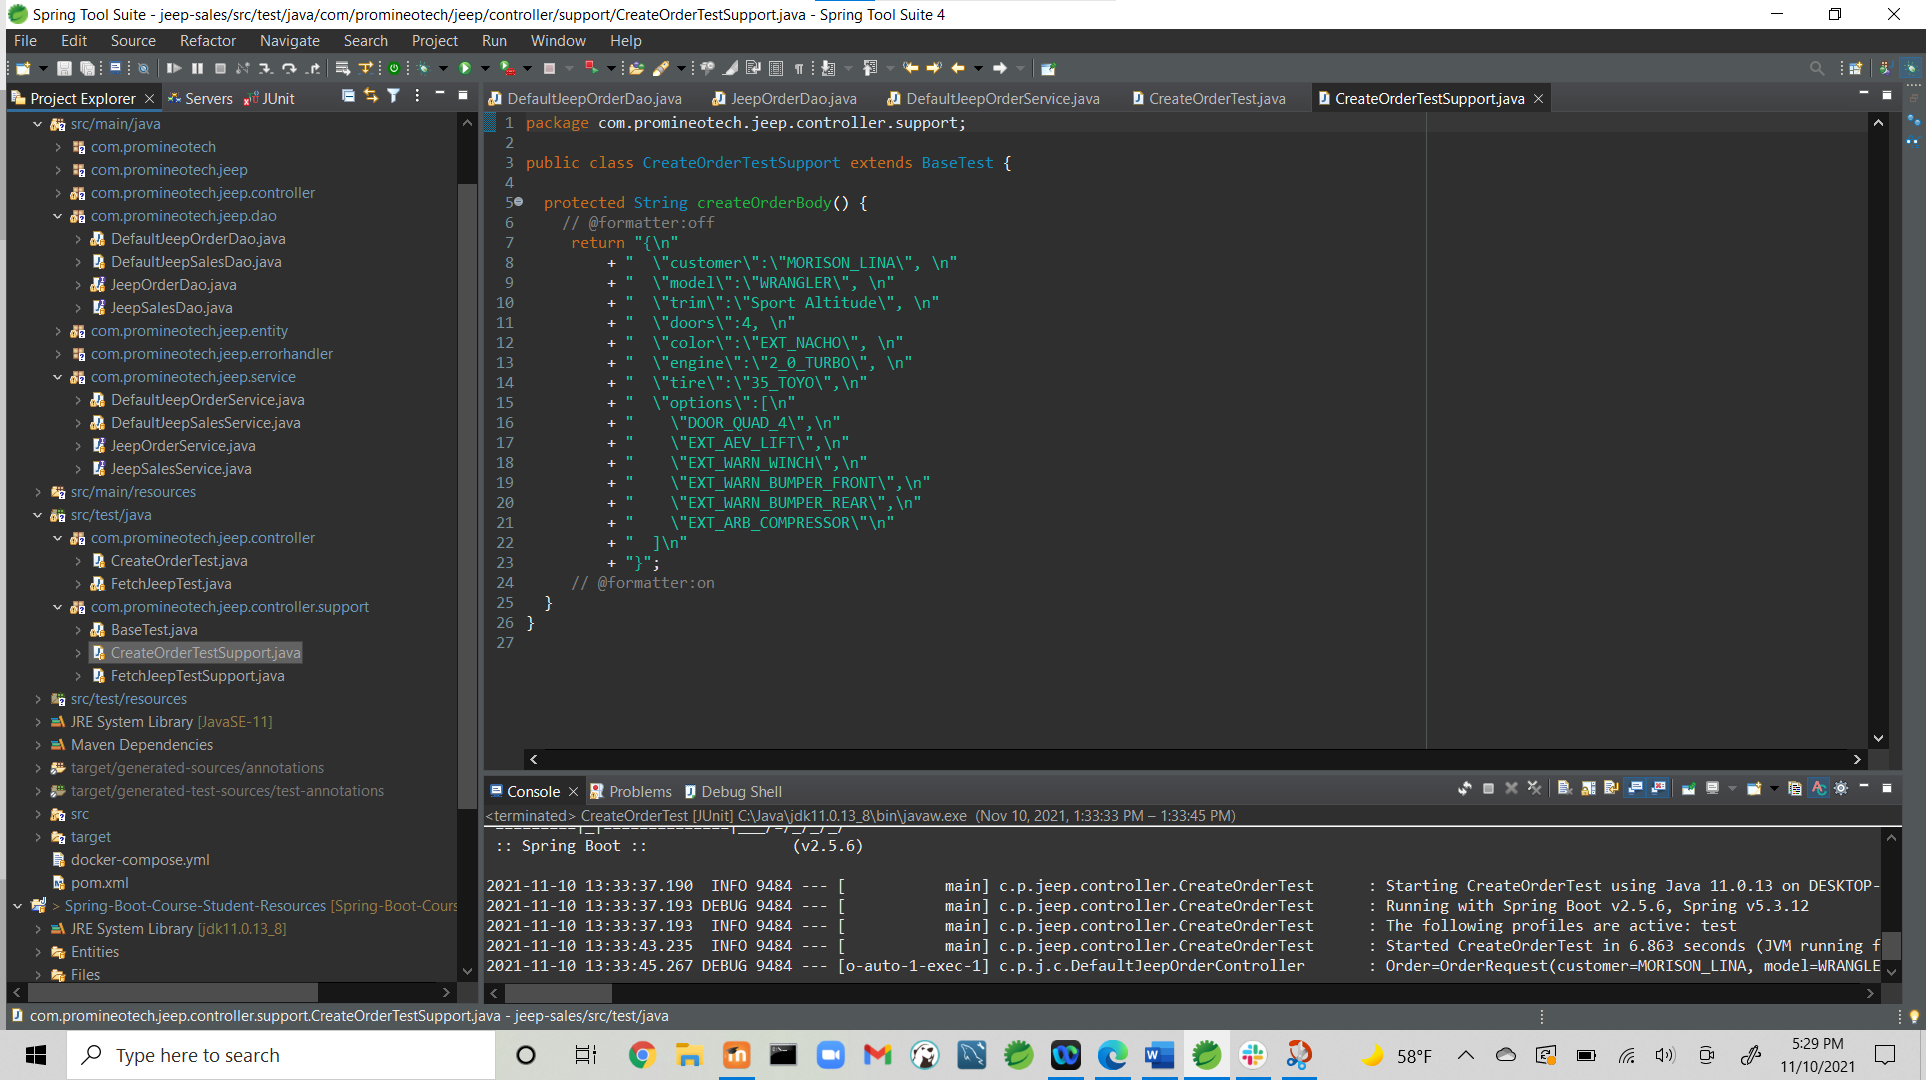 Spring Tool Suite - jeep-sales/src/test/java/com/promineotech/jeep/controller/support/CreateOrderTestSupport.java - Spring Tool Suite 4
File Edit Source Refactor Navigate Search Project Run Window Help
Project Explorer Servers JUnit
DefaultJeepOrderDao.java JeepOrderDao.java DefaultJeepOrderService.java CreateOrderTest.java CreateOrderTestSupport.java
src/main/java
com.promineotech
com.promineotech.jeep
com.promineotech.jeep.controller
com.promineotech.jeep.dao
DefaultJeepOrderDao.java
DefaultJeepSalesDao.java
JeepOrderDao.java
JeepSalesDao.java
com.promineotech.jeep.entity
com.promineotech.jeep.errorhandler
com.promineotech.jeep.service
DefaultJeepOrderService.java
DefaultJeepSalesService.java
JeepOrderService.java
JeepSalesService.java
src/main/resources
src/test/java
com.promineotech.jeep.controller
CreateOrderTest.java
FetchJeepTest.java
com.promineotech.jeep.controller.support
BaseTest.java
CreateOrderTestSupport.java
FetchJeepTestSupport.java
src/test/resources
JRE System Library [JavaSE-11]
Maven Dependencies
target/generated-sources/annotations
target/generated-test-sources/test-annotations
src
target
docker-compose.yml
pom.xml
> Spring-Boot-Course-Student-Resources [Spring-Boot-Cours
JRE System Library [jdk11.0.13_8]
Entities
Files
1 package com.promineotech.jeep.controller.support;
2
3 public class CreateOrderTestSupport extends BaseTest {
4
5 protected String createOrderBody() {
6 // @formatter:off
7 return "{\n"
8 + "  \"customer\":\"MORISON_LINA\", \n"
9 + "  \"model\":\"WRANGLER\", \n"
10 + "  \"trim\":\"Sport Altitude\", \n"
11 + "  \"doors\":4, \n"
12 + "  \"color\":\"EXT_NACHO\", \n"
13 + "  \"engine\":\"2_0_TURBO\", \n"
14 + "  \"tire\":\"35_TOYO\",\n"
15 + "  \"options\":[\n"
16 + "    \"DOOR_QUAD_4\",\n"
17 + "    \"EXT_AEV_LIFT\",\n"
18 + "    \"EXT_WARN_WINCH\",\n"
19 + "    \"EXT_WARN_BUMPER_FRONT\",\n"
20 + "    \"EXT_WARN_BUMPER_REAR\",\n"
21 + "    \"EXT_ARB_COMPRESSOR\"\n"
22 + "  ]\n"
23 + "}";
24 // @formatter:on
25 }
26 }
27
Console Problems Debug Shell
<terminated> CreateOrderTest [JUnit] C:\Java\jdk11.0.13_8\bin\javaw.exe (Nov 10, 2021, 1:33:33 PM – 1:33:45 PM)
=========|_|==============|___/=/_/_/_/
:: Spring Boot :: (v2.5.6)
2021-11-10 13:33:37.190  INFO 9484 --- [           main] c.p.jeep.controller.CreateOrderTest      : Starting CreateOrderTest using Java 11.0.13 on DESKTOP-
2021-11-10 13:33:37.193 DEBUG 9484 --- [           main] c.p.jeep.controller.CreateOrderTest      : Running with Spring Boot v2.5.6, Spring v5.3.12
2021-11-10 13:33:37.193  INFO 9484 --- [           main] c.p.jeep.controller.CreateOrderTest      : The following profiles are active: test
2021-11-10 13:33:43.235  INFO 9484 --- [           main] c.p.jeep.controller.CreateOrderTest      : Started CreateOrderTest in 6.863 seconds (JVM running f
2021-11-10 13:33:45.267 DEBUG 9484 --- [o-auto-1-exec-1] c.p.j.c.DefaultJeepOrderController       : Order=OrderRequest(customer=MORISON_LINA, model=WRANGLE
com.promineotech.jeep.controller.support.CreateOrderTestSupport.java - jeep-sales/src/test/java
Type here to search
58°F
5:29 PM
11/10/2021